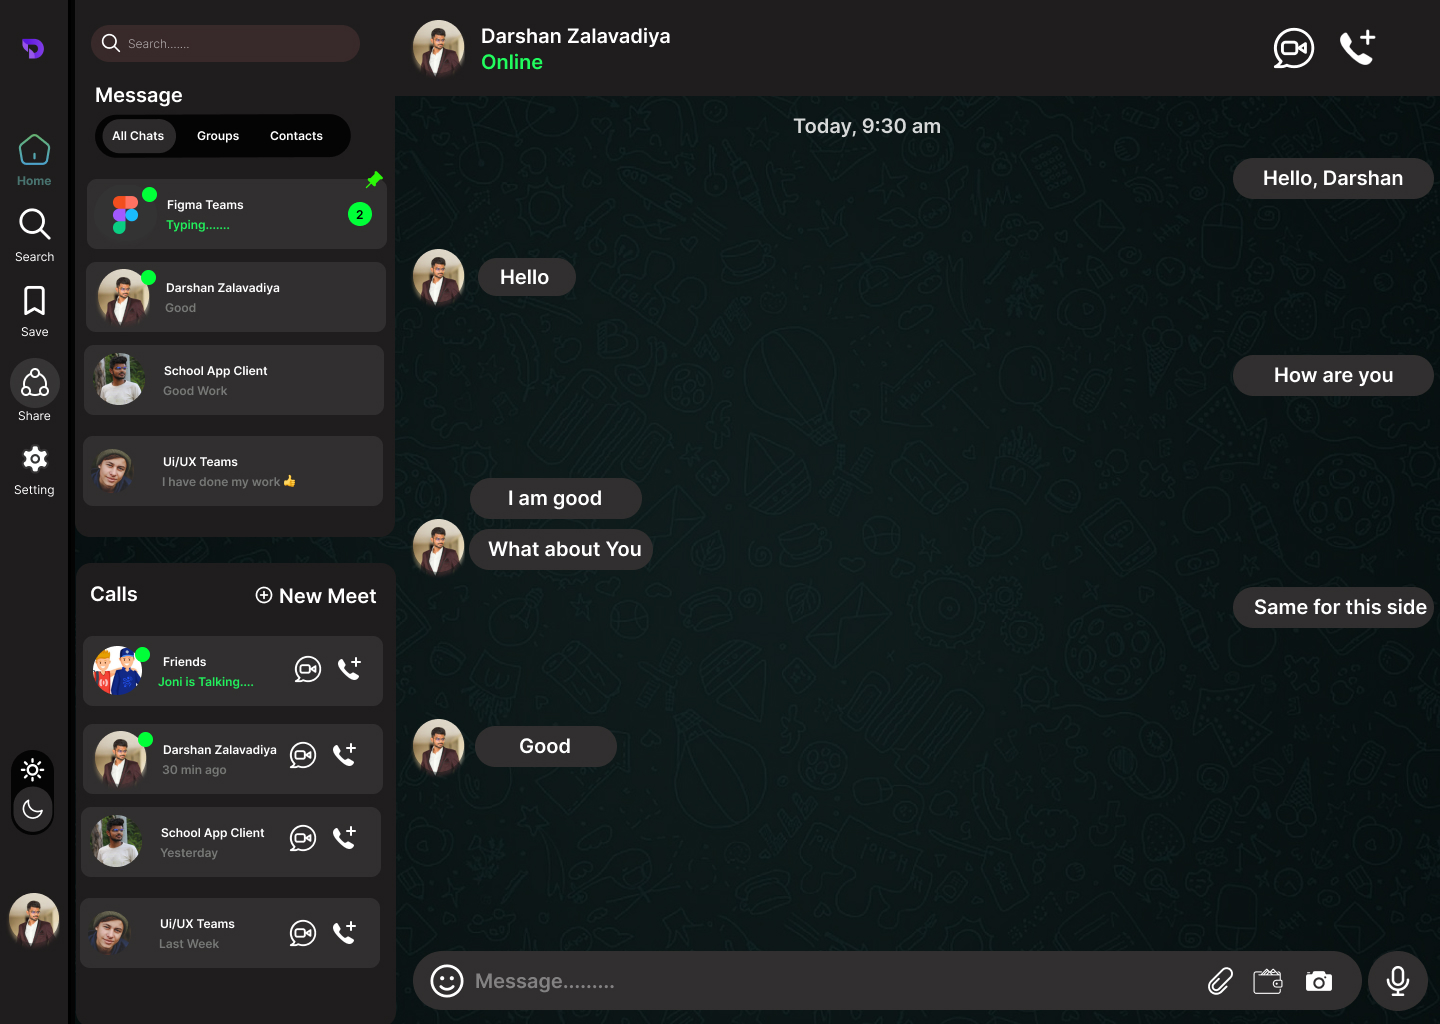 Search.......
Message
All Chats
Groups
Contacts
Home
Search
Save
Share
Setting
Figma Teams
Typing.......
2
Darshan Zalavadiya
Good
School App Client
Good Work
Ui/UX Teams
I have done my work 👍
Calls
New Meet
Friends
Joni is Talking....
Darshan Zalavadiya
30 min ago
School App Client
Yesterday
Ui/UX Teams
Last Week
Darshan Zalavadiya
Online
Today, 9:30 am
Hello, Darshan
Hello
How are you
I am good
What about You
Same for this side
Good
Message.........